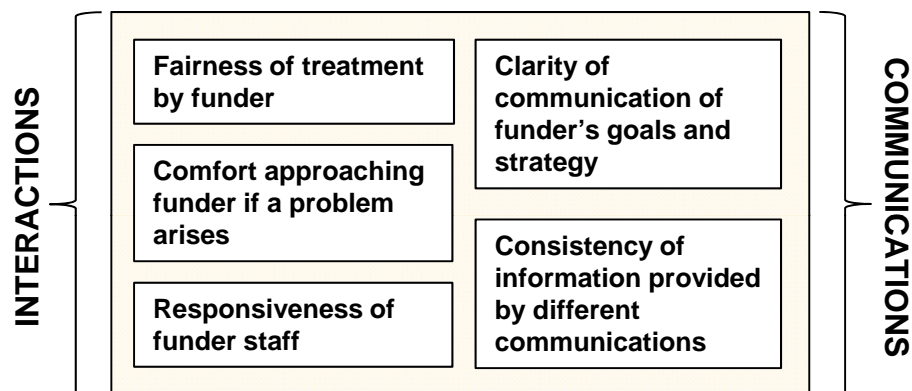 INTERACTIONS
Fairness of treatment
by funder
Comfort approaching
funder if a problem
arises
Responsiveness of
funder staff
Clarity of
communication of
funder's goals and
strategy
Consistency of
information provided
by different
communications
COMMUNICATIONS